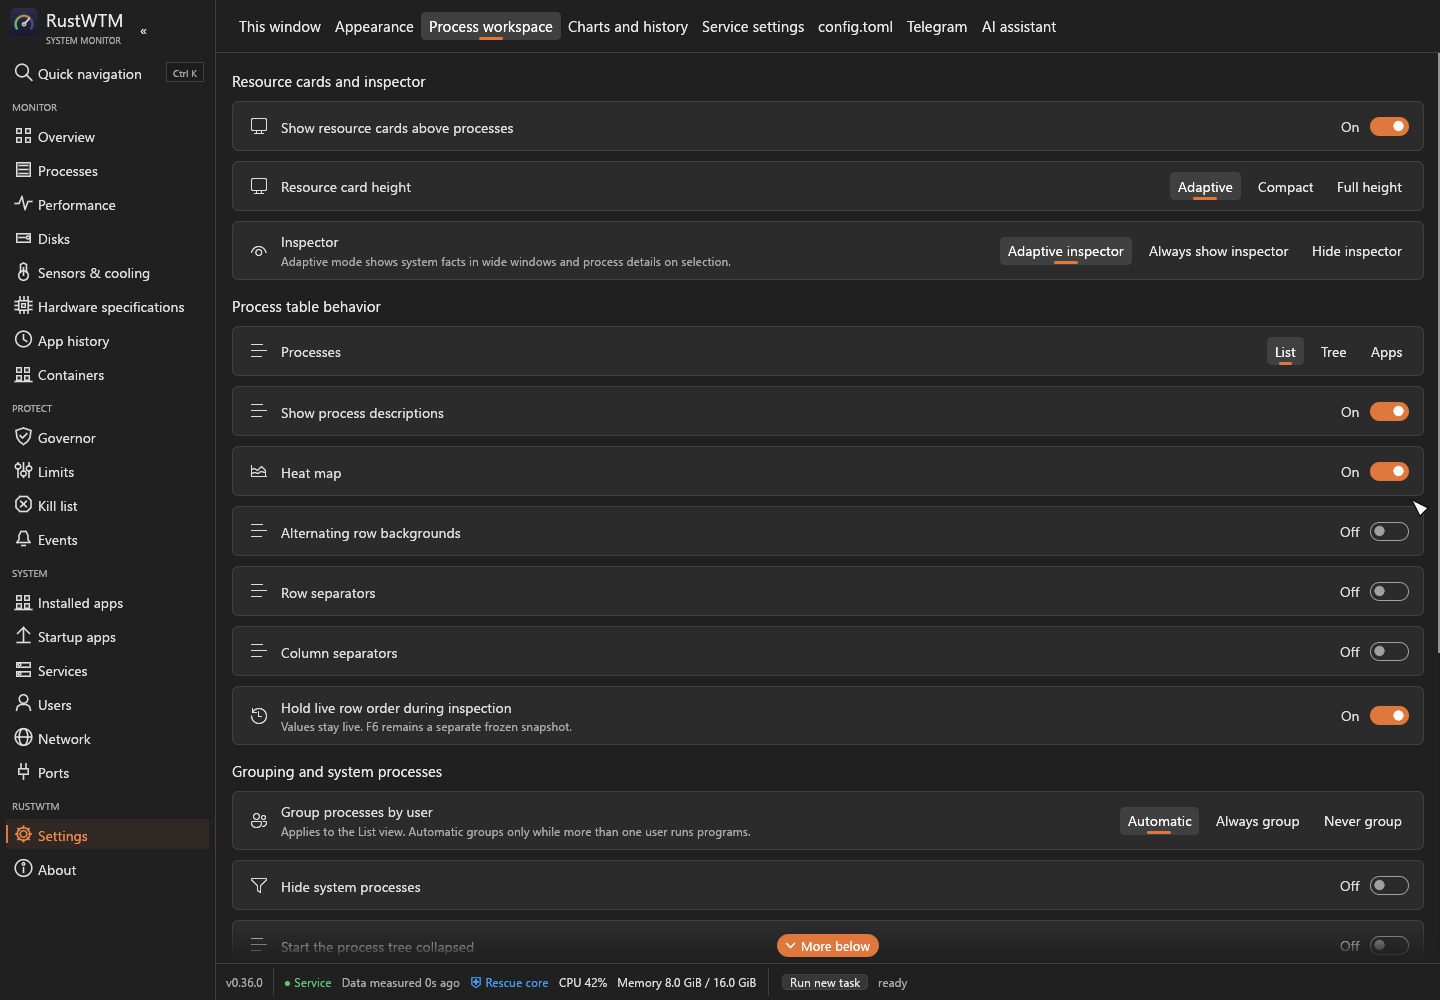 RustWTM
SYSTEM MONITOR
«
Quick navigation
Ctrl K
MONITOR
Overview
Processes
Performance
Disks
Sensors & cooling
Hardware specifications
App history
Containers
PROTECT
Governor
Limits
Kill list
Events
SYSTEM
Installed apps
Startup apps
Services
Users
Network
Ports
RUSTWTM
Settings
About
This window Appearance Process workspace Charts and history Service settings config.toml Telegram AI assistant
Resource cards and inspector
Show resource cards above processes On
Resource card height Adaptive Compact Full height
Inspector
Adaptive mode shows system facts in wide windows and process details on selection.
Adaptive inspector Always show inspector Hide inspector
Process table behavior
Processes List Tree Apps
Show process descriptions On
Heat map On
Alternating row backgrounds Off
Row separators Off
Column separators Off
Hold live row order during inspection
Values stay live. F6 remains a separate frozen snapshot.
On
Grouping and system processes
Group processes by user
Applies to the List view. Automatic groups only while more than one user runs programs.
Automatic Always group Never group
Hide system processes Off
Start the process tree collapsed Off
More below
v0.36.0 Service Data measured 0s ago Rescue core CPU 42% Memory 8.0 GiB / 16.0 GiB Run new task ready